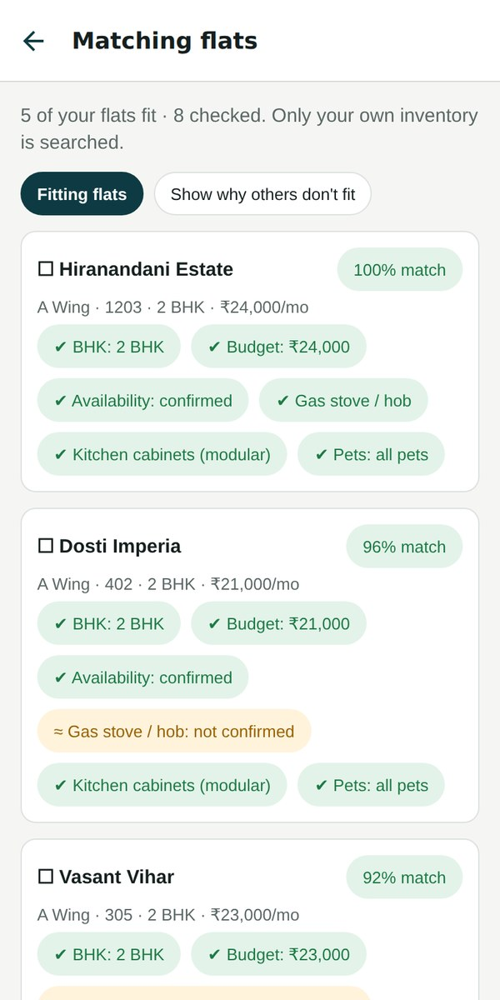 Matching flats
5 of your flats fit · 8 checked. Only your own inventory
is searched.
Fitting flats
Show why others don't fit
☐ Hiranandani Estate
100% match
A Wing · 1203 · 2 BHK · ₹24,000/mo
✔ BHK: 2 BHK
✔ Budget: ₹24,000
✔ Availability: confirmed
✔ Gas stove / hob
✔ Kitchen cabinets (modular)
✔ Pets: all pets
☐ Dosti Imperia
96% match
A Wing · 402 · 2 BHK · ₹21,000/mo
✔ BHK: 2 BHK
✔ Budget: ₹21,000
✔ Availability: confirmed
≈ Gas stove / hob: not confirmed
✔ Kitchen cabinets (modular)
✔ Pets: all pets
☐ Vasant Vihar
92% match
A Wing · 305 · 2 BHK · ₹23,000/mo
✔ BHK: 2 BHK
✔ Budget: ₹23,000